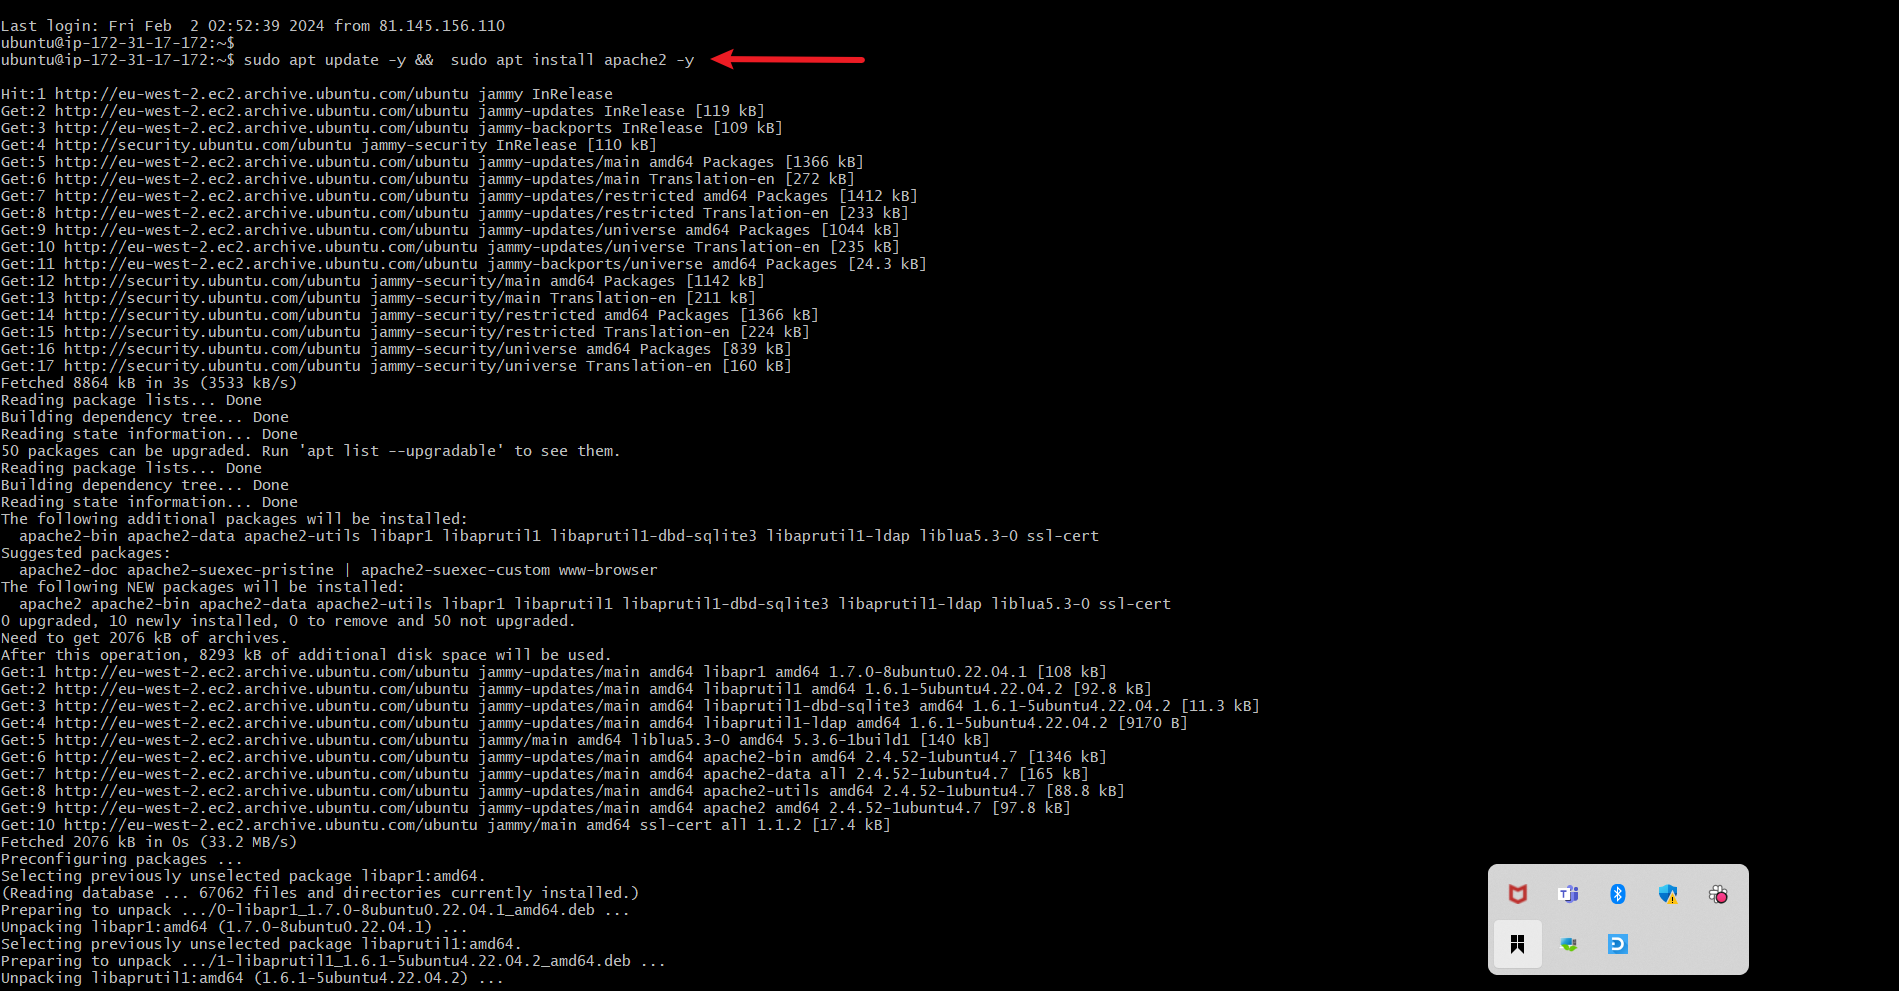 Last login: Fri Feb  2 02:52:39 2024 from 81.145.156.110
ubuntu@ip-172-31-17-172:~$
ubuntu@ip-172-31-17-172:~$ sudo apt update -y &&  sudo apt install apache2 -y
Hit:1 http://eu-west-2.ec2.archive.ubuntu.com/ubuntu jammy InRelease
Get:2 http://eu-west-2.ec2.archive.ubuntu.com/ubuntu jammy-updates InRelease [119 kB]
Get:3 http://eu-west-2.ec2.archive.ubuntu.com/ubuntu jammy-backports InRelease [109 kB]
Get:4 http://security.ubuntu.com/ubuntu jammy-security InRelease [110 kB]
Get:5 http://eu-west-2.ec2.archive.ubuntu.com/ubuntu jammy-updates/main amd64 Packages [1366 kB]
Get:6 http://eu-west-2.ec2.archive.ubuntu.com/ubuntu jammy-updates/main Translation-en [272 kB]
Get:7 http://eu-west-2.ec2.archive.ubuntu.com/ubuntu jammy-updates/restricted amd64 Packages [1412 kB]
Get:8 http://eu-west-2.ec2.archive.ubuntu.com/ubuntu jammy-updates/restricted Translation-en [233 kB]
Get:9 http://eu-west-2.ec2.archive.ubuntu.com/ubuntu jammy-updates/universe amd64 Packages [1044 kB]
Get:10 http://eu-west-2.ec2.archive.ubuntu.com/ubuntu jammy-updates/universe Translation-en [235 kB]
Get:11 http://eu-west-2.ec2.archive.ubuntu.com/ubuntu jammy-backports/universe amd64 Packages [24.3 kB]
Get:12 http://security.ubuntu.com/ubuntu jammy-security/main amd64 Packages [1142 kB]
Get:13 http://security.ubuntu.com/ubuntu jammy-security/main Translation-en [211 kB]
Get:14 http://security.ubuntu.com/ubuntu jammy-security/restricted amd64 Packages [1366 kB]
Get:15 http://security.ubuntu.com/ubuntu jammy-security/restricted Translation-en [224 kB]
Get:16 http://security.ubuntu.com/ubuntu jammy-security/universe amd64 Packages [839 kB]
Get:17 http://security.ubuntu.com/ubuntu jammy-security/universe Translation-en [160 kB]
Fetched 8864 kB in 3s (3533 kB/s)
Reading package lists... Done
Building dependency tree... Done
Reading state information... Done
50 packages can be upgraded. Run 'apt list --upgradable' to see them.
Reading package lists... Done
Building dependency tree... Done
Reading state information... Done
The following additional packages will be installed:
  apache2-bin apache2-data apache2-utils libapr1 libaprutil1 libaprutil1-dbd-sqlite3 libaprutil1-ldap liblua5.3-0 ssl-cert
Suggested packages:
  apache2-doc apache2-suexec-pristine | apache2-suexec-custom www-browser
The following NEW packages will be installed:
  apache2 apache2-bin apache2-data apache2-utils libapr1 libaprutil1 libaprutil1-dbd-sqlite3 libaprutil1-ldap liblua5.3-0 ssl-cert
0 upgraded, 10 newly installed, 0 to remove and 50 not upgraded.
Need to get 2076 kB of archives.
After this operation, 8293 kB of additional disk space will be used.
Get:1 http://eu-west-2.ec2.archive.ubuntu.com/ubuntu jammy-updates/main amd64 libapr1 amd64 1.7.0-8ubuntu0.22.04.1 [108 kB]
Get:2 http://eu-west-2.ec2.archive.ubuntu.com/ubuntu jammy-updates/main amd64 libaprutil1 amd64 1.6.1-5ubuntu4.22.04.2 [92.8 kB]
Get:3 http://eu-west-2.ec2.archive.ubuntu.com/ubuntu jammy-updates/main amd64 libaprutil1-dbd-sqlite3 amd64 1.6.1-5ubuntu4.22.04.2 [11.3 kB]
Get:4 http://eu-west-2.ec2.archive.ubuntu.com/ubuntu jammy-updates/main amd64 libaprutil1-ldap amd64 1.6.1-5ubuntu4.22.04.2 [9170 B]
Get:5 http://eu-west-2.ec2.archive.ubuntu.com/ubuntu jammy/main amd64 liblua5.3-0 amd64 5.3.6-1build1 [140 kB]
Get:6 http://eu-west-2.ec2.archive.ubuntu.com/ubuntu jammy-updates/main amd64 apache2-bin amd64 2.4.52-1ubuntu4.7 [1346 kB]
Get:7 http://eu-west-2.ec2.archive.ubuntu.com/ubuntu jammy-updates/main amd64 apache2-data all 2.4.52-1ubuntu4.7 [165 kB]
Get:8 http://eu-west-2.ec2.archive.ubuntu.com/ubuntu jammy-updates/main amd64 apache2-utils amd64 2.4.52-1ubuntu4.7 [88.8 kB]
Get:9 http://eu-west-2.ec2.archive.ubuntu.com/ubuntu jammy-updates/main amd64 apache2 amd64 2.4.52-1ubuntu4.7 [97.8 kB]
Get:10 http://eu-west-2.ec2.archive.ubuntu.com/ubuntu jammy/main amd64 ssl-cert all 1.1.2 [17.4 kB]
Fetched 2076 kB in 0s (33.2 MB/s)
Preconfiguring packages ...
Selecting previously unselected package libapr1:amd64.
(Reading database ... 67062 files and directories currently installed.)
Preparing to unpack .../0-libapr1_1.7.0-8ubuntu0.22.04.1_amd64.deb ...
Unpacking libapr1:amd64 (1.7.0-8ubuntu0.22.04.1) ...
Selecting previously unselected package libaprutil1:amd64.
Preparing to unpack .../1-libaprutil1_1.6.1-5ubuntu4.22.04.2_amd64.deb ...
Unpacking libaprutil1:amd64 (1.6.1-5ubuntu4.22.04.2) ...